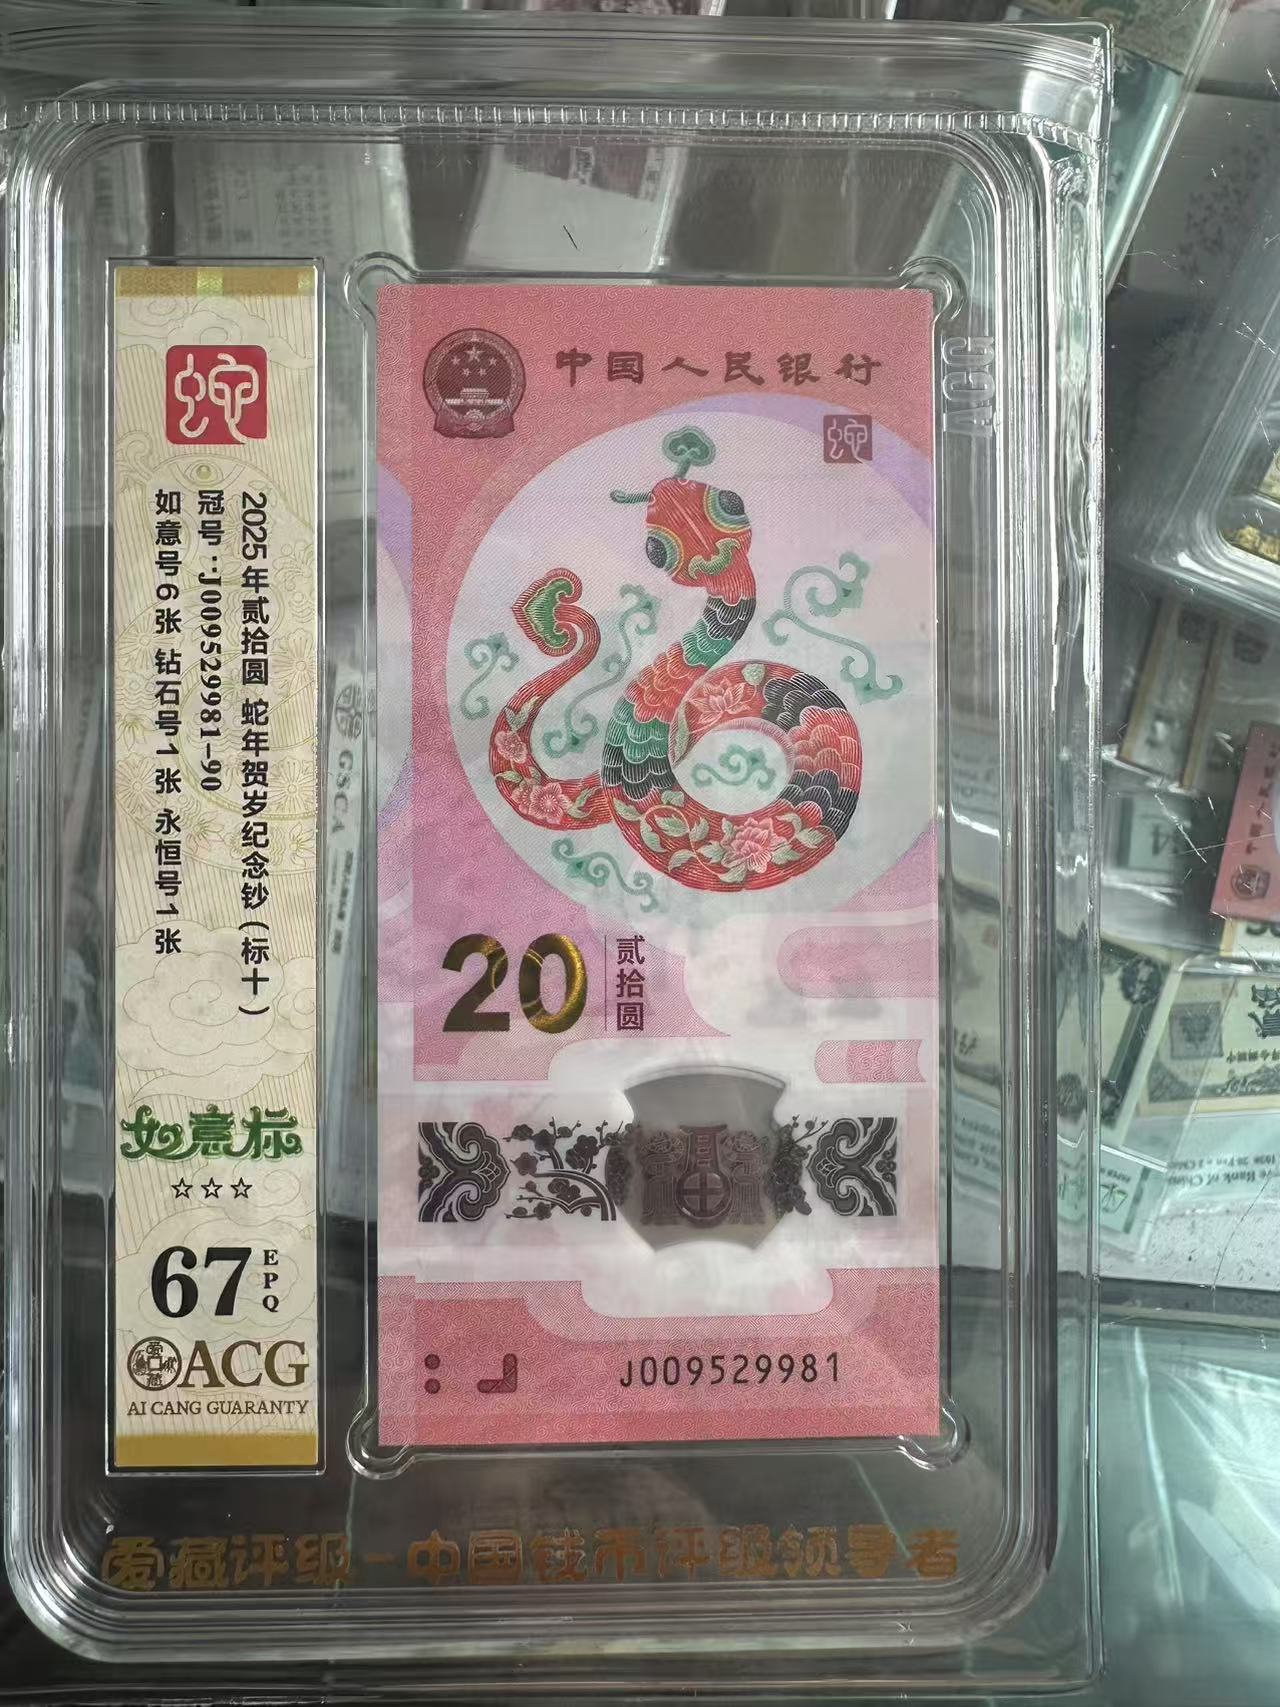 蛇
2025年贰拾圆 蛇年贺岁纪念钞(标十)
冠号:J009529981-90
如意号6张 钻石号1张 永恒号1张
如意标
☆☆☆
67 EPQ
ACG
AI CANG GUARANTY
中国人民银行
蛇
20 贰拾圆
J009529981
ACG
爱藏评级-中国钱币评级领导者
GSCA